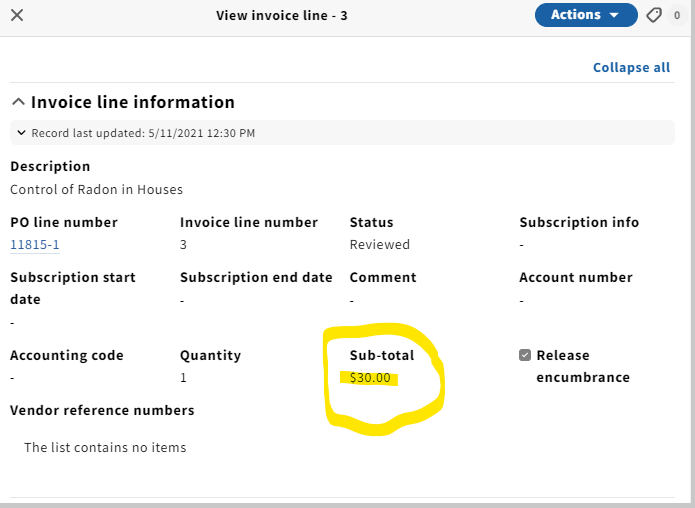 View invoice line - 3
Actions
0
Collapse all
Invoice line information
Record last updated: 5/11/2021 12:30 PM
Description
Control of Radon in Houses
PO line number
Invoice line number
Status
Subscription info
11815-1
3
Reviewed
-
Subscription start date
Subscription end date
Comment
Account number
-
-
-
-
Accounting code
Quantity
Sub-total
Release encumbrance
-
1
$30.00
Vendor reference numbers
The list contains no items